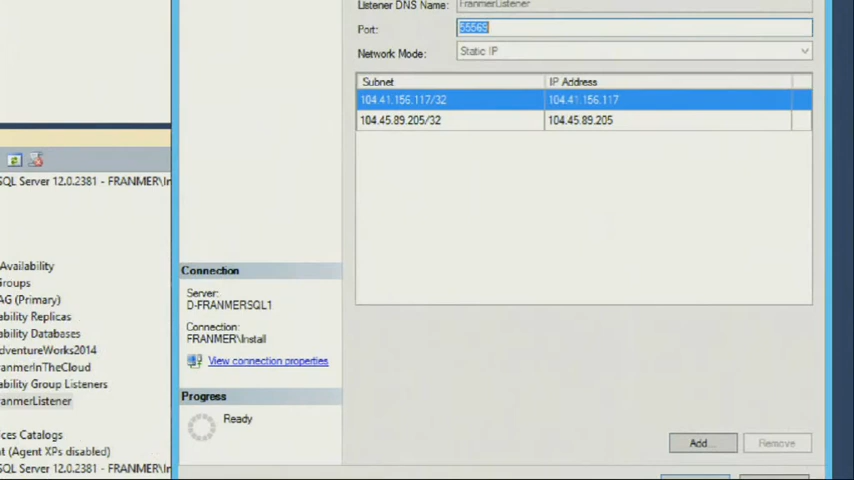 Listener DNS Name: FranmerListener
Port: 55569
Network Mode: Static IP
Subnet IP Address
104.41.156.117/32 104.41.156.117
104.45.89.205/32 104.45.89.205
SQL Server 12.0.2381 - FRANMER\In
Availability
Groups
AG (Primary)
ability Replicas
ability Databases
dventureWorks2014
ranmerInTheCloud
ability Group Listeners
ranmerListener
ces Catalogs
t (Agent XPs disabled)
SQL Server 12.0.2381 - FRANMER\In
Connection
Server:
D-FRANMERSQL1
Connection:
FRANMER\Install
View connection properties
Progress
Ready
Add...
Remove